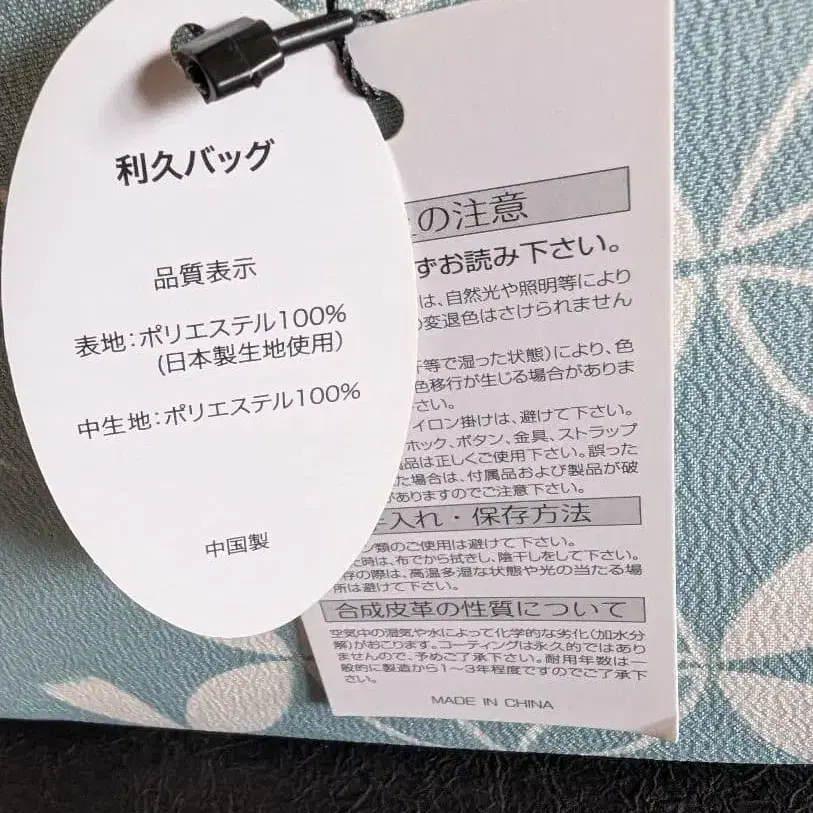 利久バッグ
品質表示
表地：ポリエステル100%
(日本製生地使用)
中生地：ポリエステル100%
中国製
の注意
ずお読み下さい。
は、自然光や照明等により
変退色はさけられません
等で湿った状態)により、色
色移行が生じる場合がありま
さい。
イロン掛けは、避けて下さい。
ホック、ボタン、金具、ストラップ
品は正しくご使用下さい。誤った
た場合は、付属品および製品が破
がありますのでご注意下さい。
入れ・保存方法
ン類のご使用は避けて下さい。
た時は、布でから拭きし、陰干しをして下さい。
存の際は、高温多湿な状態や光の当たる場
所は避けて下さい。
合成皮革の性質について
空気中の湿気や水によって化学的な劣化(加水分
解)がおこります。コーティングは永久的ではあり
ませんので、予めご了承下さい。耐用年数は一
般的に製造から1〜3年程度ですのでご了承下
さい。
MADE IN CHINA